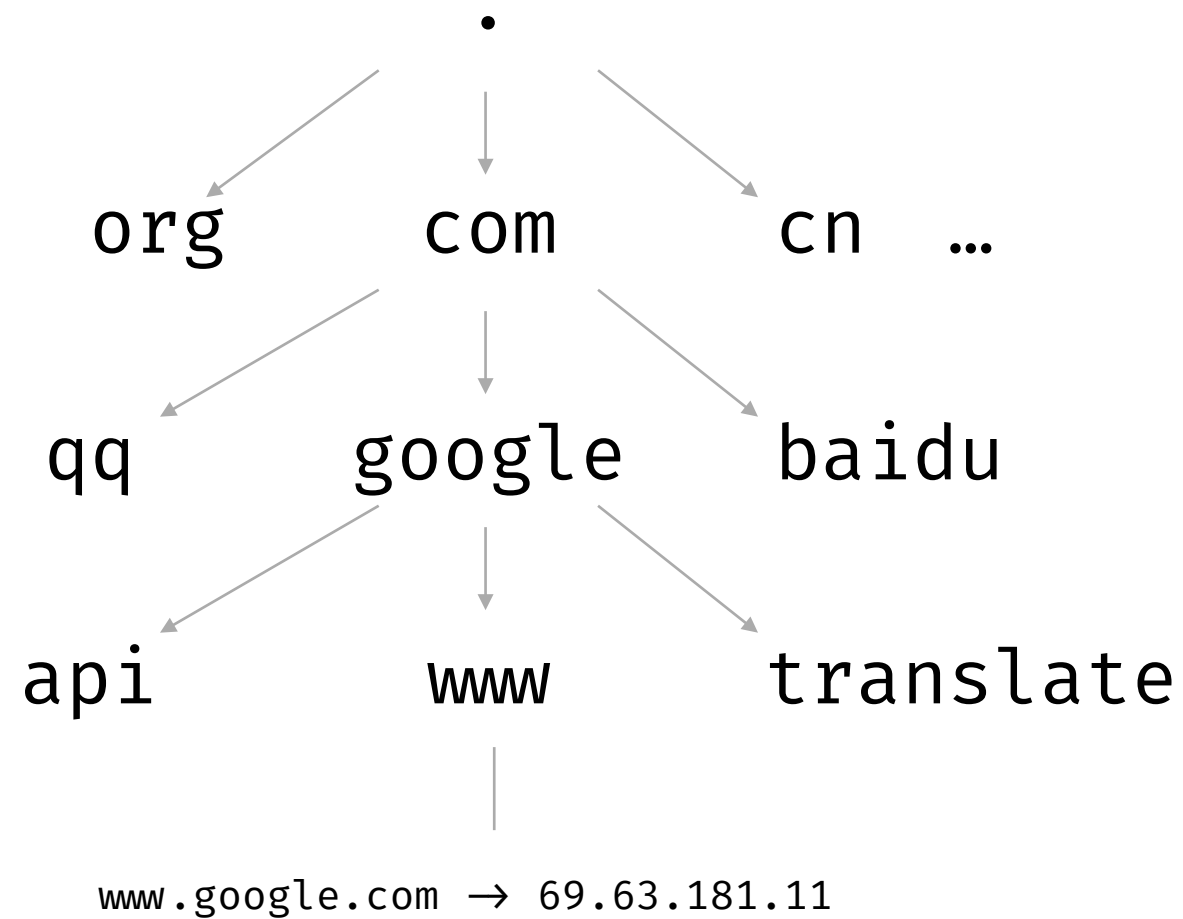 .
org com cn …
qq google baidu
api www translate
www.google.com → 69.63.181.11